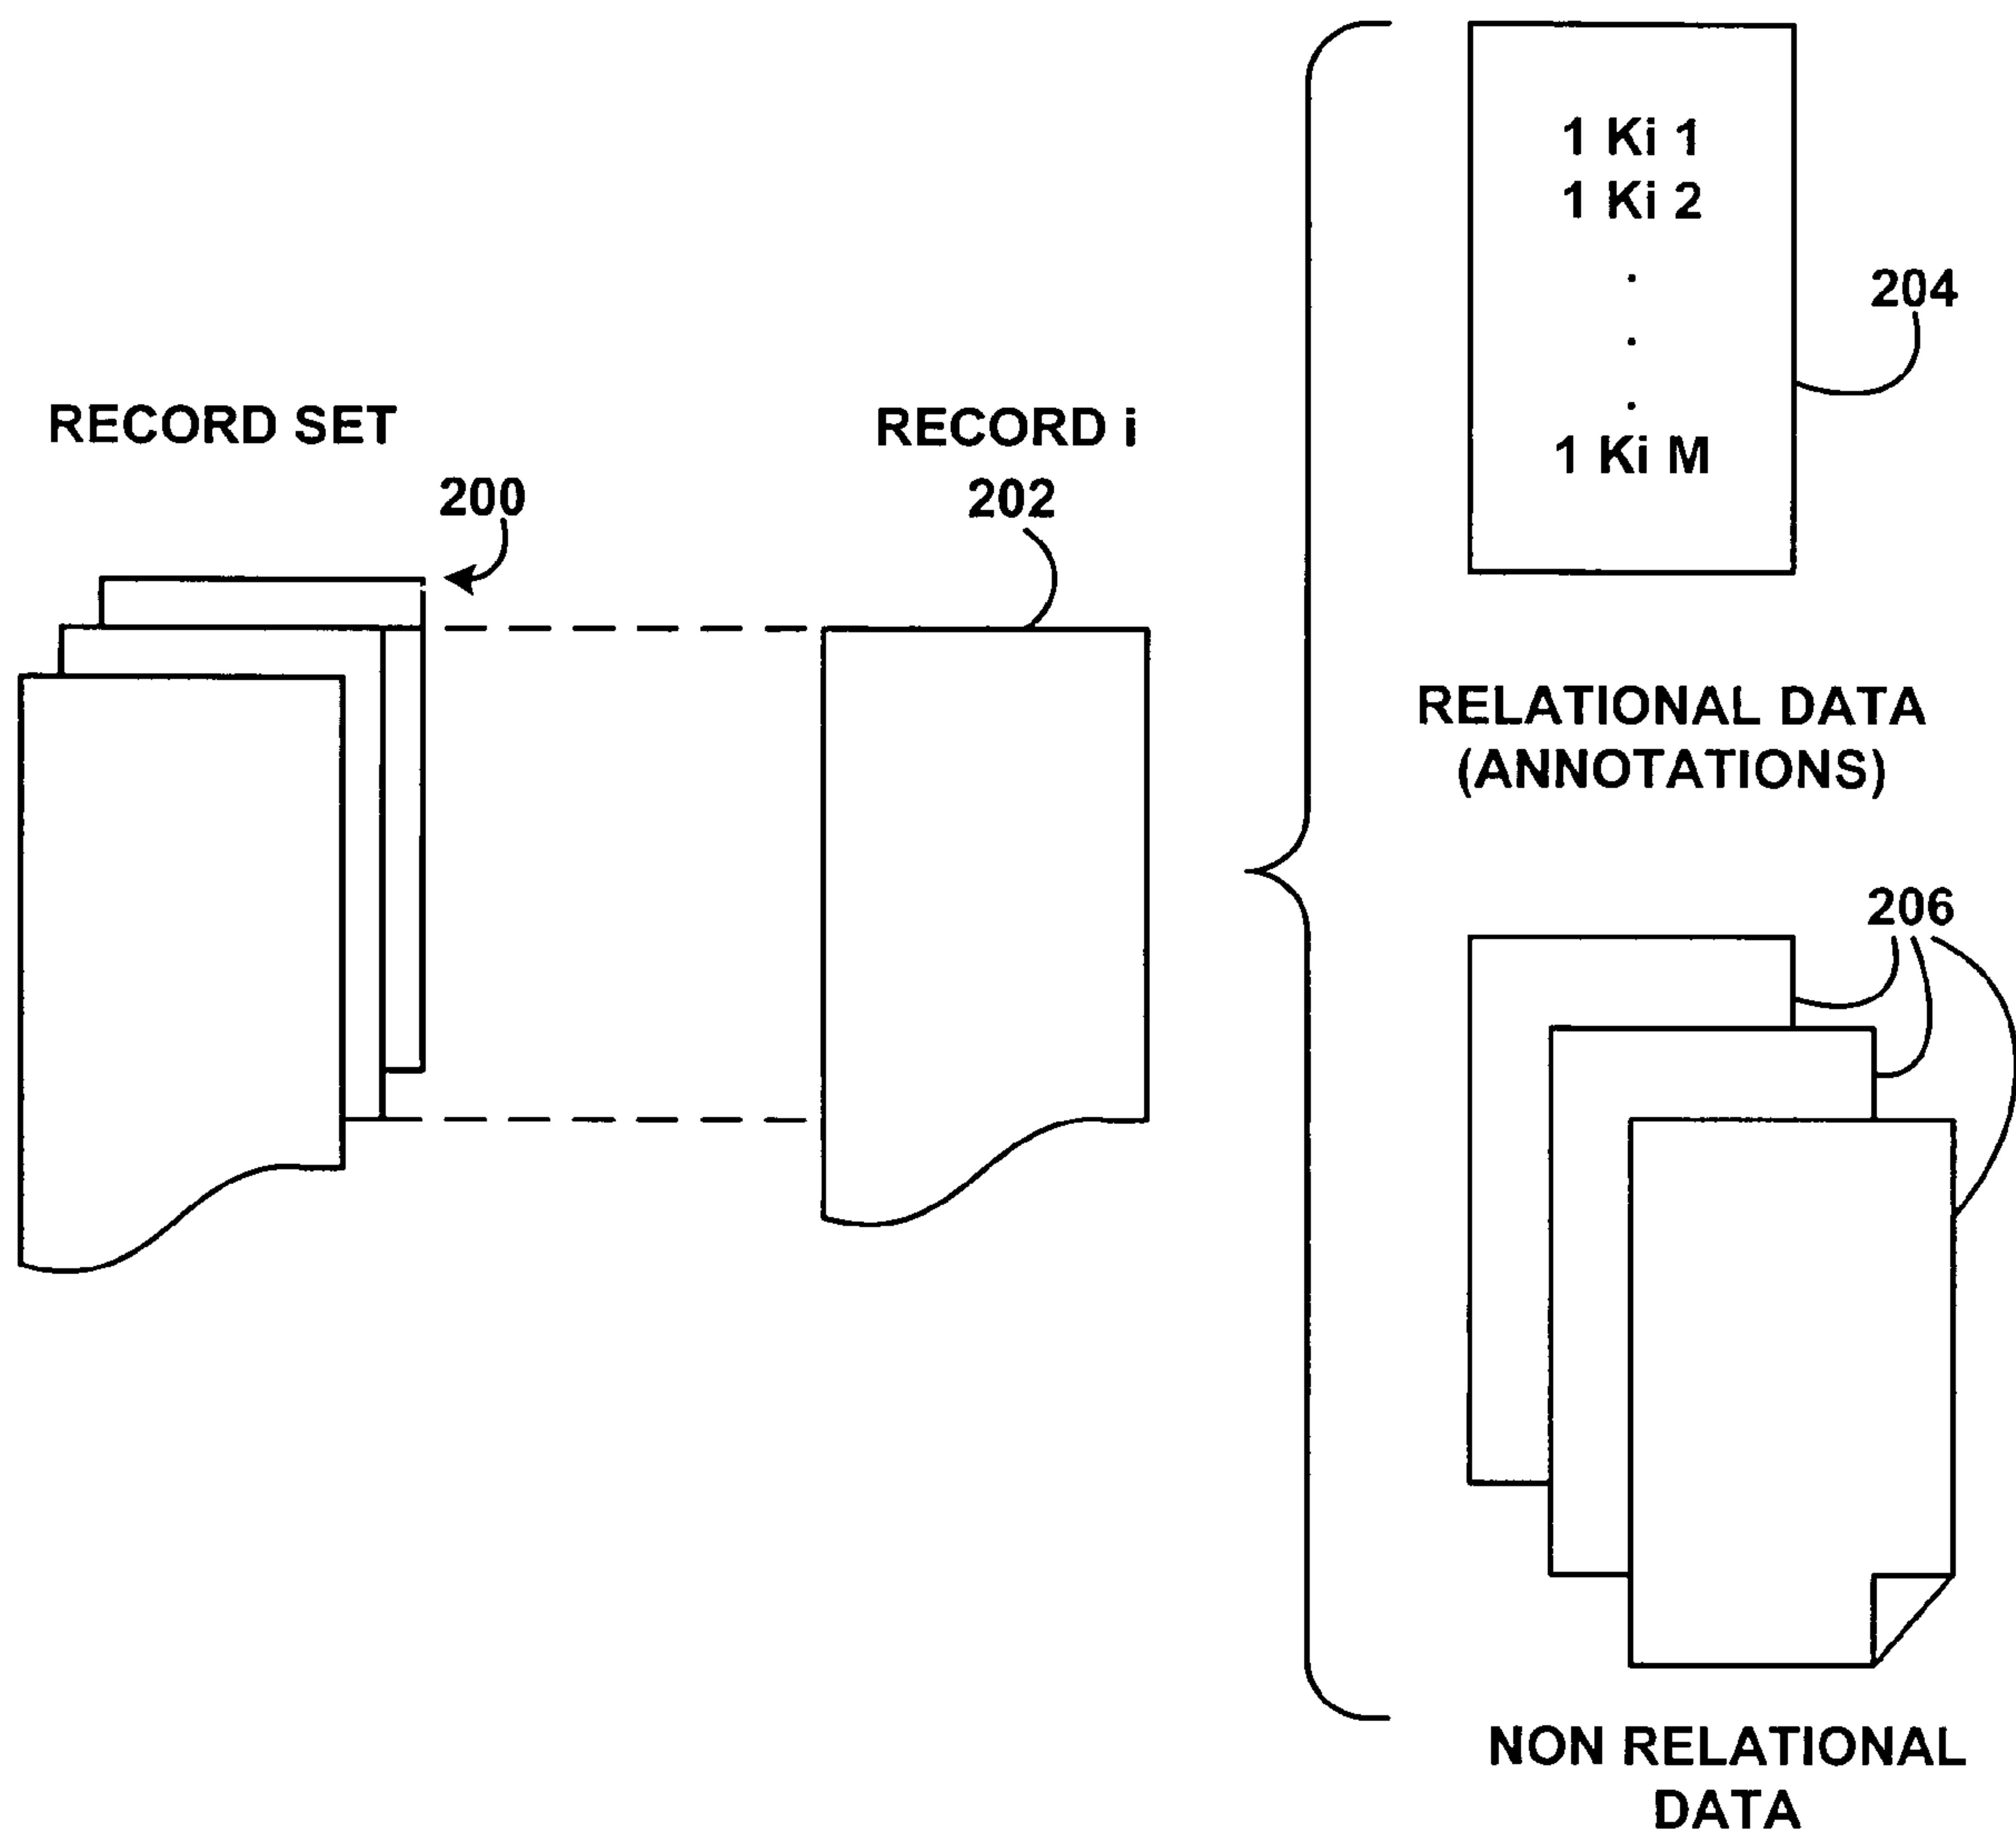 RECORD SET
200
RECORD i
202
1 Ki 1
1 Ki 2
.
.
.
1 Ki M
204
RELATIONAL DATA
(ANNOTATIONS)
206
NON RELATIONAL
DATA